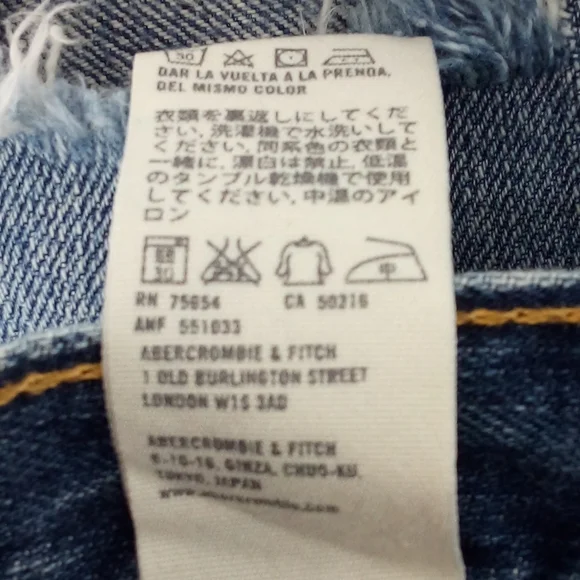 30
DAR LA VUELTA A LA PRENDA.
DEL MISMO COLOR
衣類を裏返しにしてくだ
さい, 洗濯機で水洗いして
ください, 同系色の衣類と
一緒に, 漂白は禁止, 低温
のタンブル乾燥機で使用
してください, 中温のアイ
ロン
中
RN 75654 CA 50216
ANF 551033
ABERCROMBIE & FITCH
1 OLD BURLINGTON STREET
LONDON W1S 3AD
ABERCROMBIE & FITCH
6-10-16, GINZA, CHUO-KU,
TOKYO, JAPAN
www.abercrombie.com